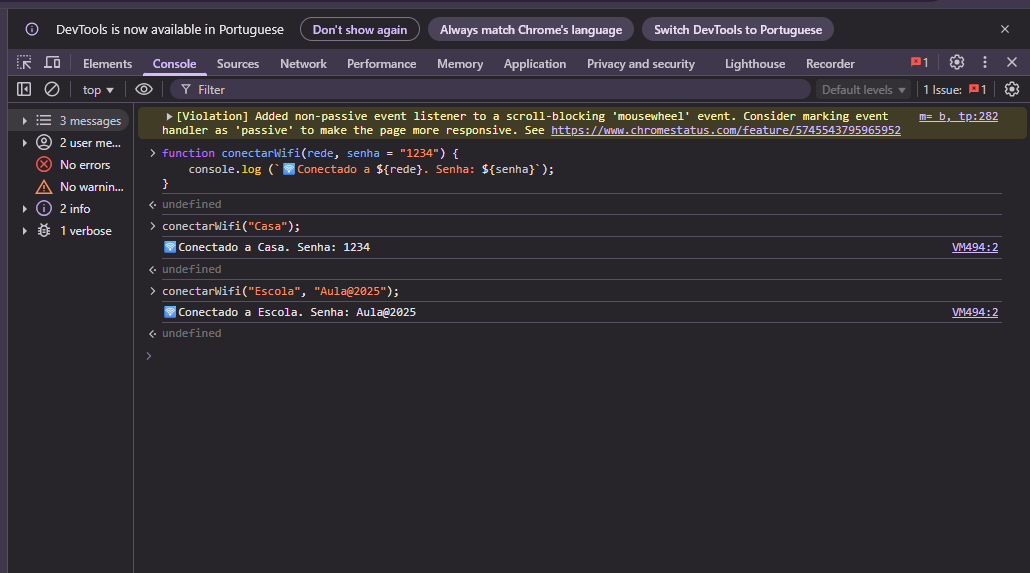 DevTools is now available in Portuguese Don't show again Always match Chrome's language Switch DevTools to Portuguese
Elements Console Sources Network Performance Memory Application Privacy and security Lighthouse Recorder 1
top Filter Default levels 1 Issue: 1
3 messages
2 user me...
No errors
No warnin...
2 info
1 verbose
[Violation] Added non-passive event listener to a scroll-blocking 'mousewheel' event. Consider marking event m=_b,_tp:282
handler as 'passive' to make the page more responsive. See https://www.chromestatus.com/feature/5745543795965952
function conectarWifi(rede, senha = "1234") {
console.log (`🛜Conectado a ${rede}. Senha: ${senha}`);
}
undefined
conectarWifi("Casa");
🛜Conectado a Casa. Senha: 1234 VM494:2
undefined
conectarWifi("Escola", "Aula@2025");
🛜Conectado a Escola. Senha: Aula@2025 VM494:2
undefined